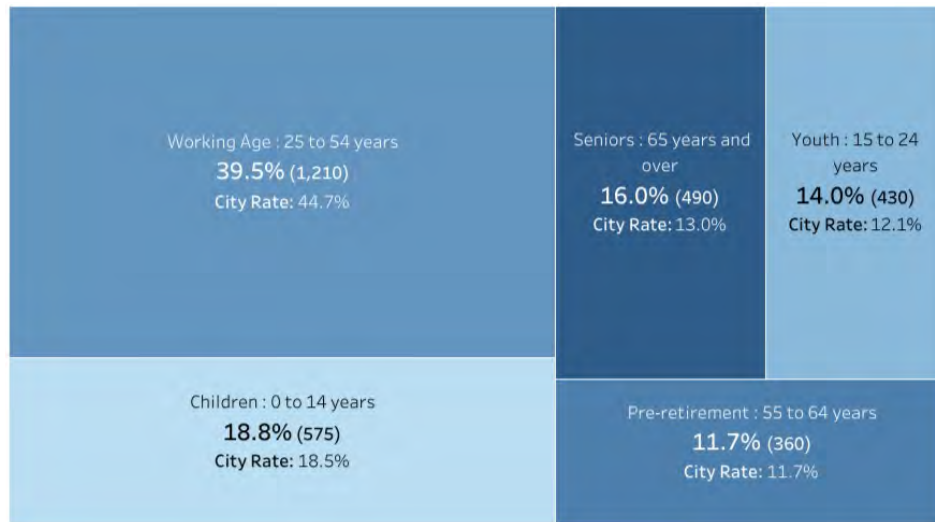 Working Age : 25 to 54 years
39.5% (1,210)
City Rate: 44.7%
Seniors : 65 years and
over
16.0% (490)
City Rate: 13.0%
Youth : 15 to 24
years
14.0% (430)
City Rate: 12.1%
Children : 0 to 14 years
18.8% (575)
City Rate: 18.5%
Pre-retirement : 55 to 64 years
11.7% (360)
City Rate: 11.7%